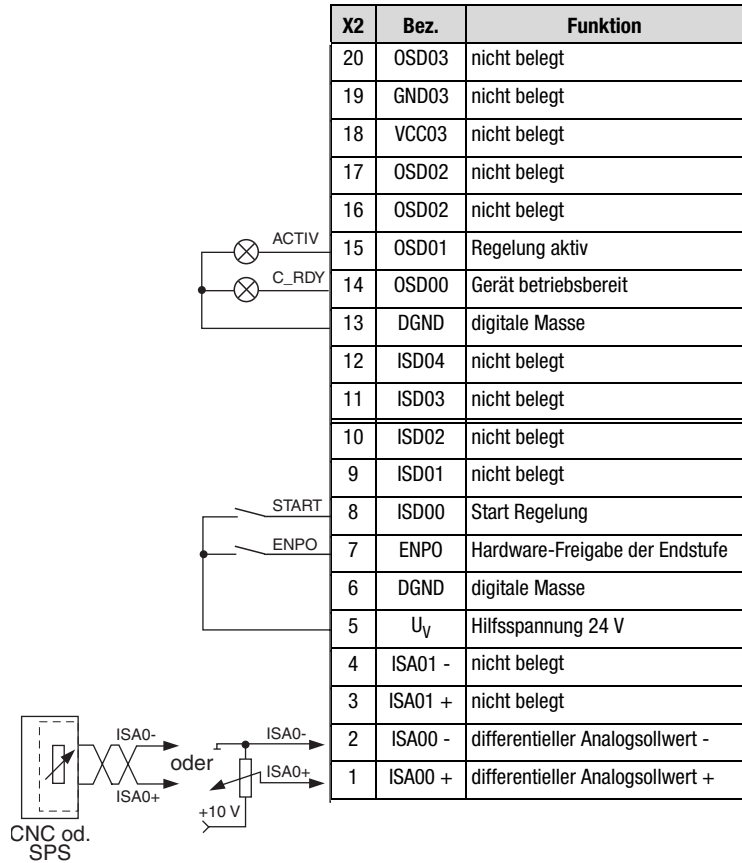 X2 Bez. Funktion
20 OSD03 nicht belegt
19 GND03 nicht belegt
18 VCC03 nicht belegt
17 OSD02 nicht belegt
16 OSD02 nicht belegt
ACTIV 15 OSD01 Regelung aktiv
C_RDY 14 OSD00 Gerät betriebsbereit
13 DGND digitale Masse
12 ISD04 nicht belegt
11 ISD03 nicht belegt
10 ISD02 nicht belegt
9 ISD01 nicht belegt
START 8 ISD00 Start Regelung
ENPO 7 ENPO Hardware-Freigabe der Endstufe
6 DGND digitale Masse
5 UV Hilfsspannung 24 V
4 ISA01 - nicht belegt
3 ISA01 + nicht belegt
ISA0- oder ISA0- 2 ISA00 - differentieller Analogsollwert -
ISA0+ ISA0+ 1 ISA00 + differentieller Analogsollwert +
+10 V
CNC od.
SPS